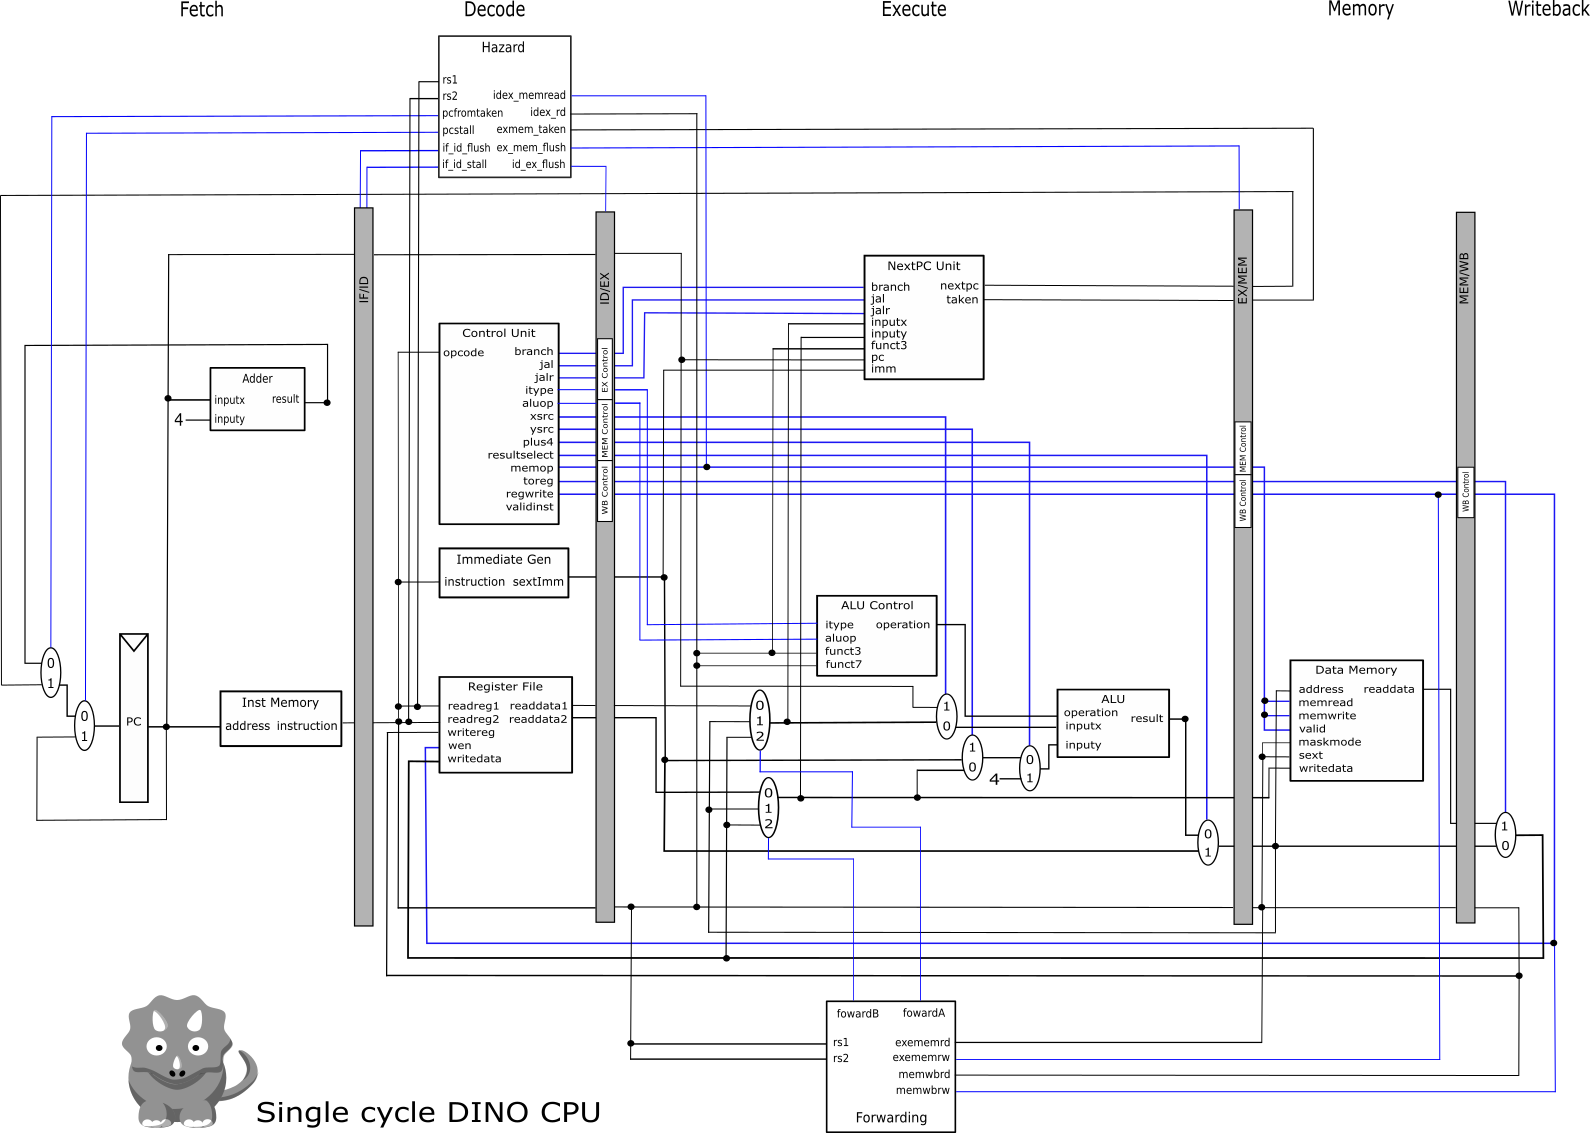 Fetch
Decode
Execute
Memory
Writeback
Hazard
rs1
rs2
pcfromtaken
pcstall
if_id_flush
if_id_stall
idex_memread
idex_rd
exmem_taken
ex_mem_flush
id_ex_flush
IF/ID
ID/EX
EX/MEM
MEM/WB
NextPC Unit
branch
jal
jalr
inputx
inputy
funct3
pc
imm
nextpc
taken
Control Unit
opcode
branch
jal
jalr
itype
aluop
xsrc
ysrc
plus4
resultselect
memop
toreg
regwrite
validinst
EX Control
MEM Control
WB Control
MEM Control
WB Control
WB Control
Adder
inputx
inputy
result
4
Immediate Gen
instruction
sextImm
ALU Control
itype
aluop
funct3
funct7
operation
0
1
0
1
PC
Inst Memory
address
instruction
Register File
readreg1
readreg2
writereg
wen
writedata
readdata1
readdata2
0
1
2
0
1
2
1
0
1
0
4
0
1
ALU
operation
inputx
inputy
result
0
1
Data Memory
address
memread
memwrite
valid
maskmode
sext
writedata
readdata
1
0
fowardB
fowardA
rs1
rs2
exememrd
exememrw
memwbrd
memwbrw
Forwarding
Single cycle DINO CPU